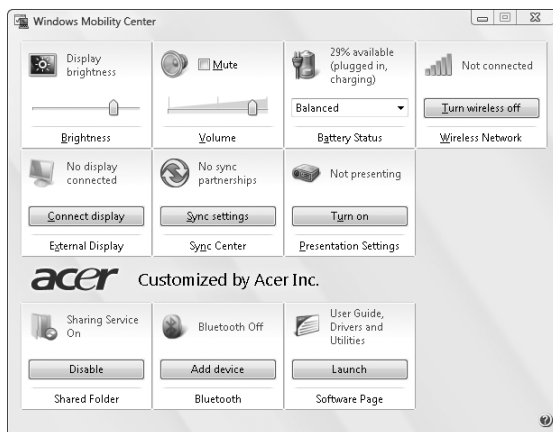 Windows Mobility Center
Display
brightness
Brightness
Mute
Volume
29% available
(plugged in,
charging)
Balanced
Battery Status
Not connected
Turn wireless off
Wireless Network
No display
connected
Connect display
External Display
No sync
partnerships
Sync settings
Sync Center
Not presenting
Turn on
Presentation Settings
acer Customized by Acer Inc.
Sharing Service
On
Disable
Shared Folder
Bluetooth Off
Add device
Bluetooth
User Guide,
Drivers and
Utilities
Launch
Software Page
?